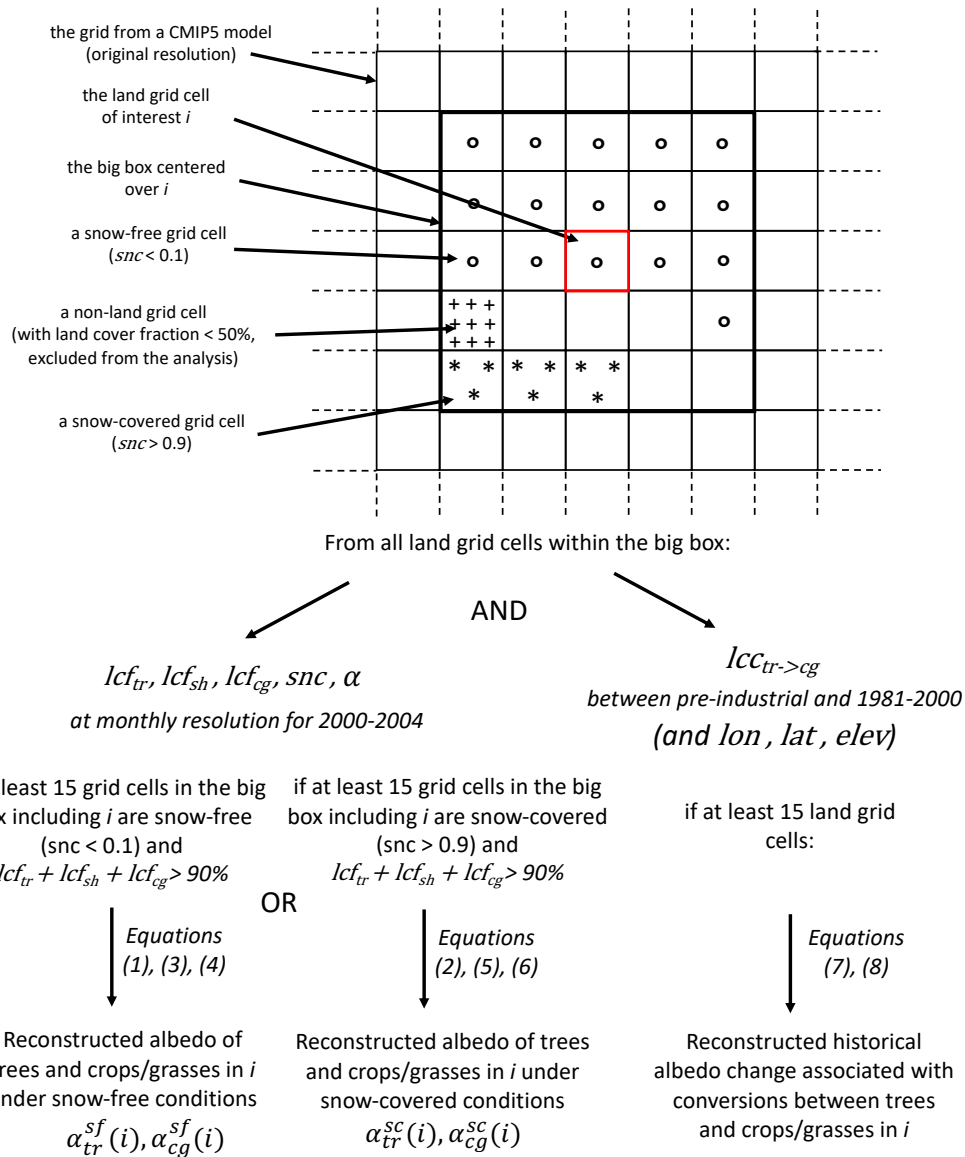 the grid from a CMIP5 model
(original resolution)
the land grid cell
of interest i
the big box centered
over i
a snow-free grid cell
(snc < 0.1)
a non-land grid cell
(with land cover fraction < 50%,
excluded from the analysis)
a snow-covered grid cell
(snc > 0.9)
o o o o o
o o o o o
o o o o o
+ + +
+ + + o
+ + +
* * * * * *
* * *
From all land grid cells within the big box:
AND
lcf_tr, lcf_sh, lcf_cg, snc, α
at monthly resolution for 2000-2004
lcc_tr->cg
between pre-industrial and 1981-2000
(and lon, lat, elev)
least 15 grid cells in the big
x including i are snow-free
(snc < 0.1) and
lcf_tr + lcf_sh + lcf_cg > 90%
if at least 15 grid cells in the big
box including i are snow-covered
(snc > 0.9) and
lcf_tr + lcf_sh + lcf_cg > 90%
if at least 15 land grid
cells:
OR
Equations
(1), (3), (4)
Equations
(2), (5), (6)
Equations
(7), (8)
Reconstructed albedo of
rees and crops/grasses in i
nder snow-free conditions
α_tr^sf(i), α_cg^sf(i)
Reconstructed albedo of trees
and crops/grasses in i under
snow-covered conditions
α_tr^sc(i), α_cg^sc(i)
Reconstructed historical
albedo change associated with
conversions between trees
and crops/grasses in i